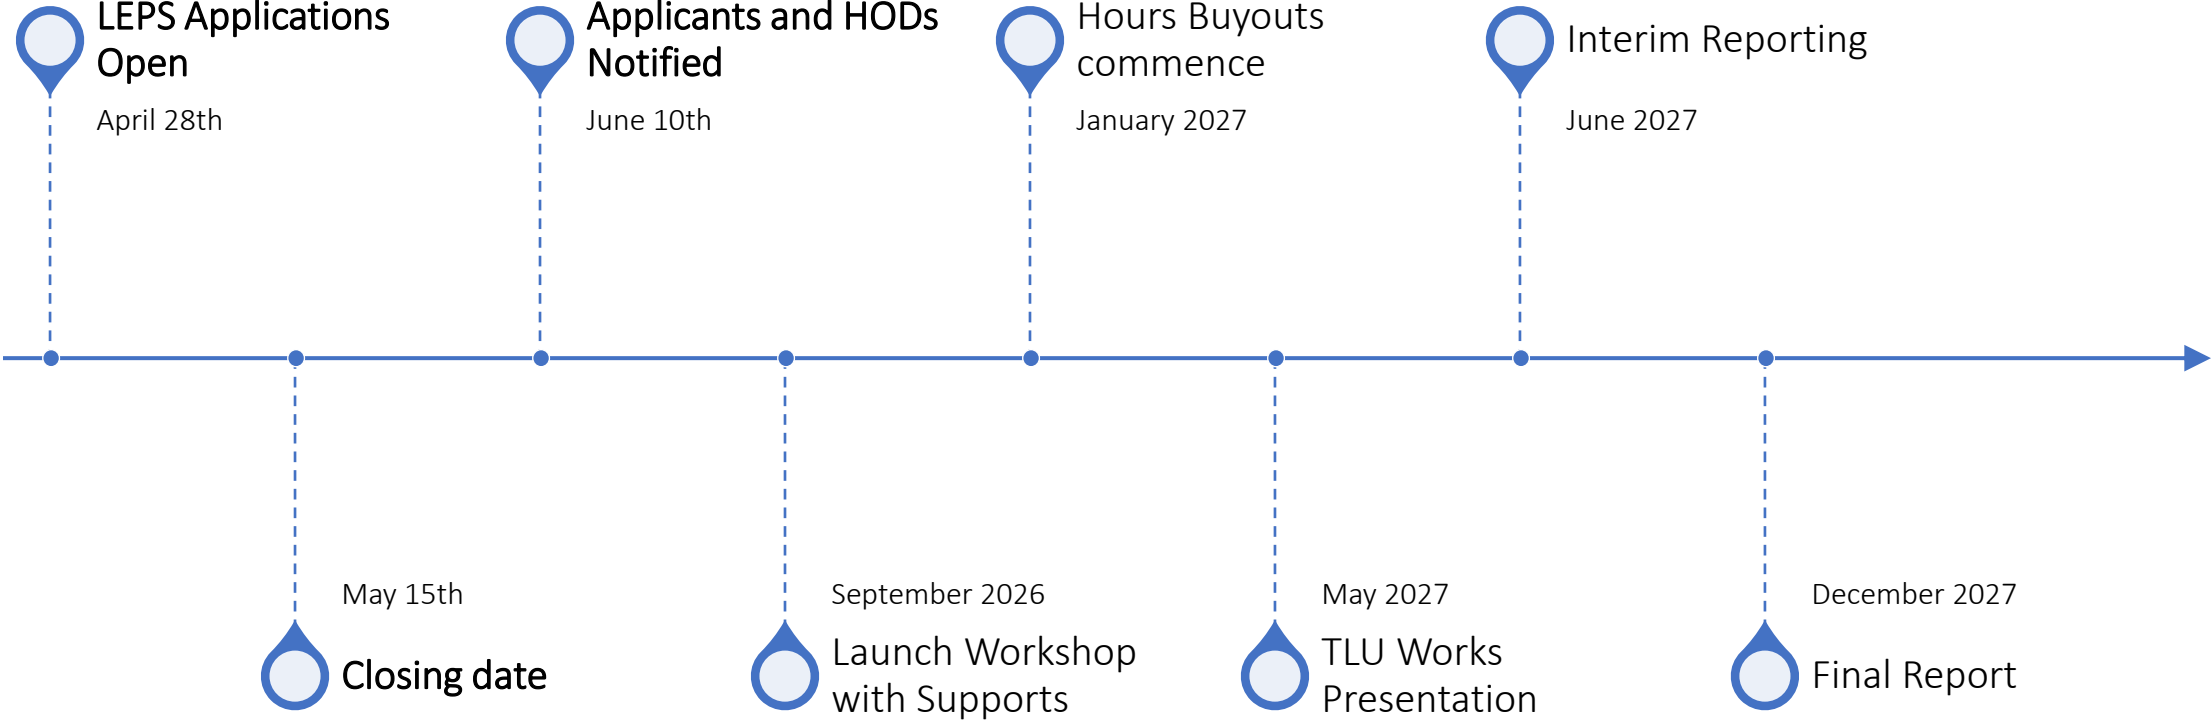 LEPS Applications
Open
April 28th
Applicants and HODs
Notified
June 10th
Hours Buyouts
commence
January 2027
Interim Reporting
June 2027
May 15th
Closing date
September 2026
Launch Workshop
with Supports
May 2027
TLU Works
Presentation
December 2027
Final Report